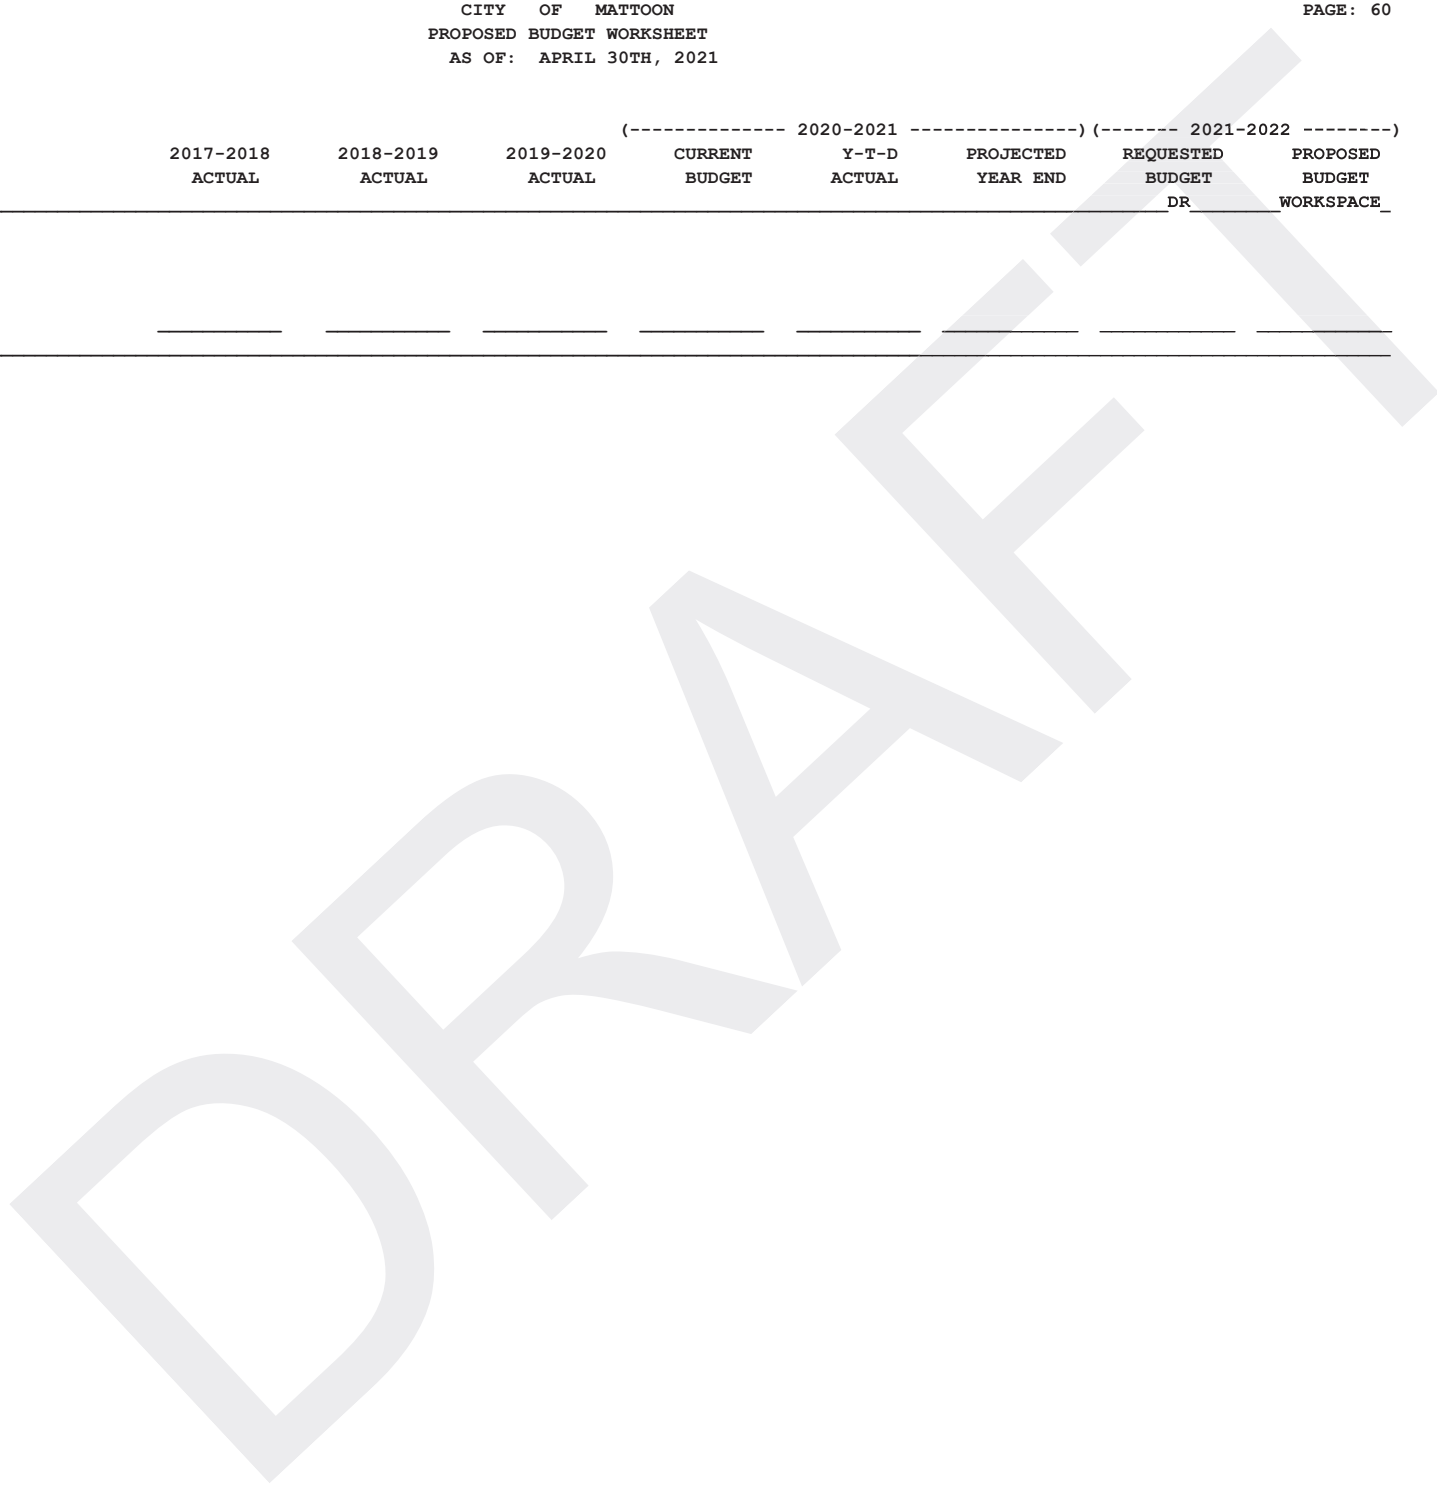 CITY OF MATTOON PAGE: 60
PROPOSED BUDGET WORKSHEET
AS OF: APRIL 30TH, 2021
(-------------- 2020-2021 ---------------)(------- 2021-2022 --------)
2017-2018 2018-2019 2019-2020 CURRENT Y-T-D PROJECTED REQUESTED PROPOSED
ACTUAL ACTUAL ACTUAL BUDGET ACTUAL YEAR END BUDGET BUDGET
DR WORKSPACE
DRAFT